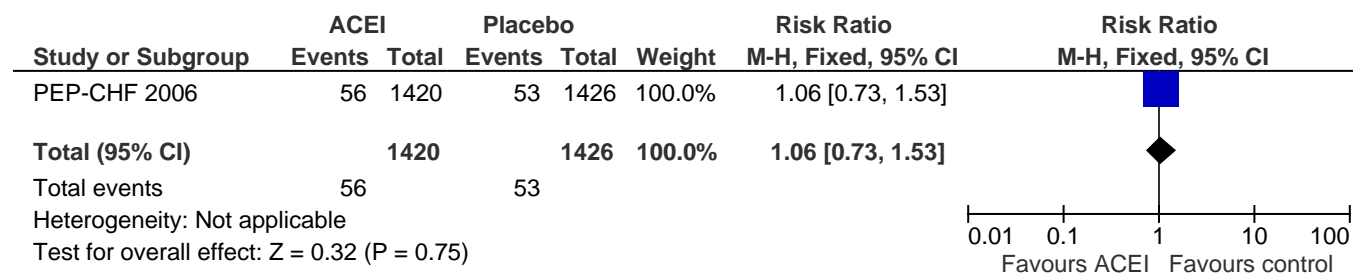 ACEI Placebo Risk Ratio Risk Ratio
Study or Subgroup Events Total Events Total Weight M-H, Fixed, 95% CI M-H, Fixed, 95% CI
PEP-CHF 2006 56 1420 53 1426 100.0% 1.06 [0.73, 1.53]
Total (95% CI) 1420 1426 100.0% 1.06 [0.73, 1.53]
Total events 56 53
Heterogeneity: Not applicable
Test for overall effect: Z = 0.32 (P = 0.75)
0.01 0.1 1 10 100
Favours ACEI Favours control